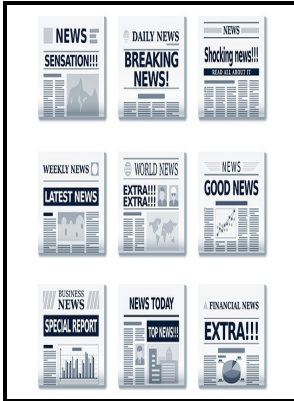 NEWS
SENSATION!!!
DAILY NEWS
BREAKING
NEWS!
NEWS
Shocking news!!!
READ ALL ABOUT IT
WEEKLY NEWS
LATEST NEWS
WORLD NEWS
EXTRA!!!
EXTRA!!!
NEWS
GOOD NEWS
BUSINESS
NEWS
SPECIAL REPORT
NEWS TODAY
TOP NEWS!!!
FINANCIAL NEWS
EXTRA!!!